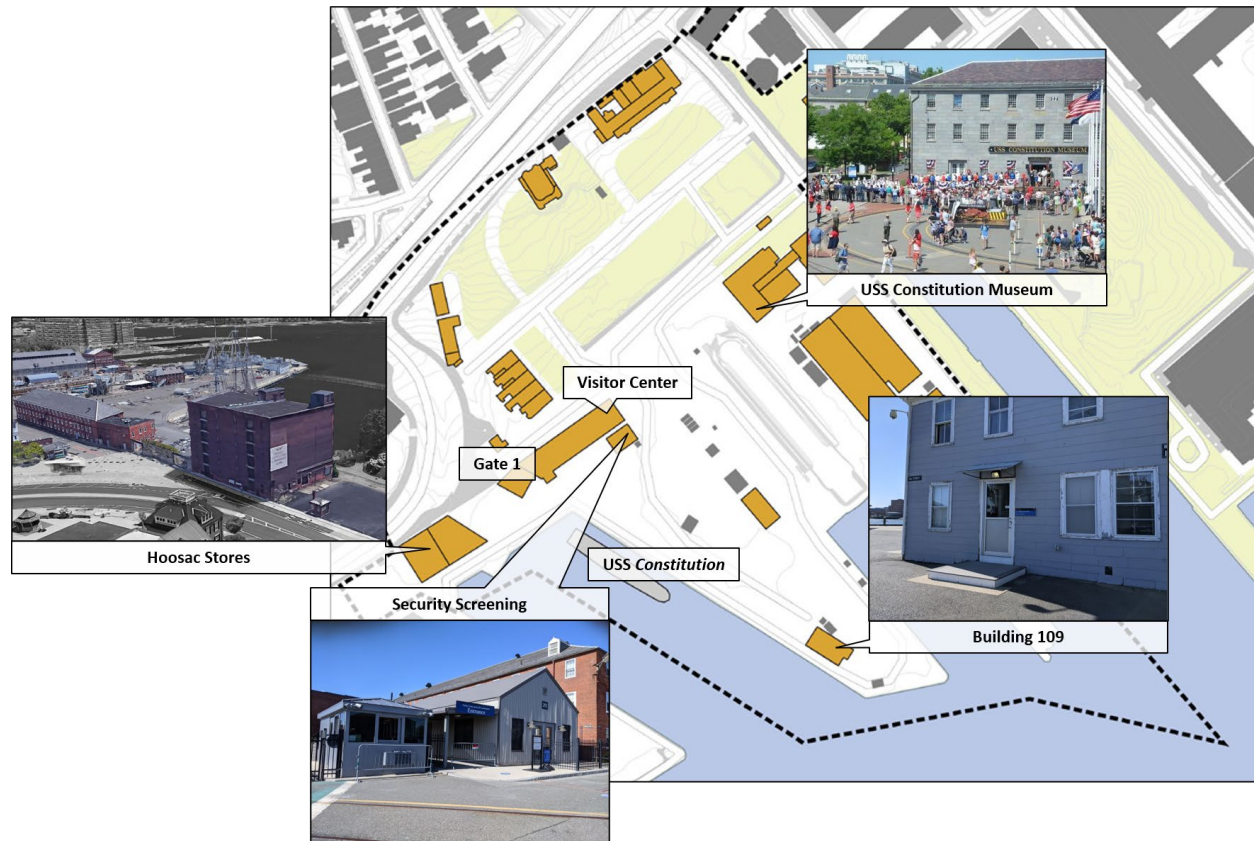 USS CONSTITUTION MUSEUM
USS Constitution Museum
Visitor Center
Gate 1
Hoosac Stores
USS Constitution
Security Screening
Entrance
Building 109